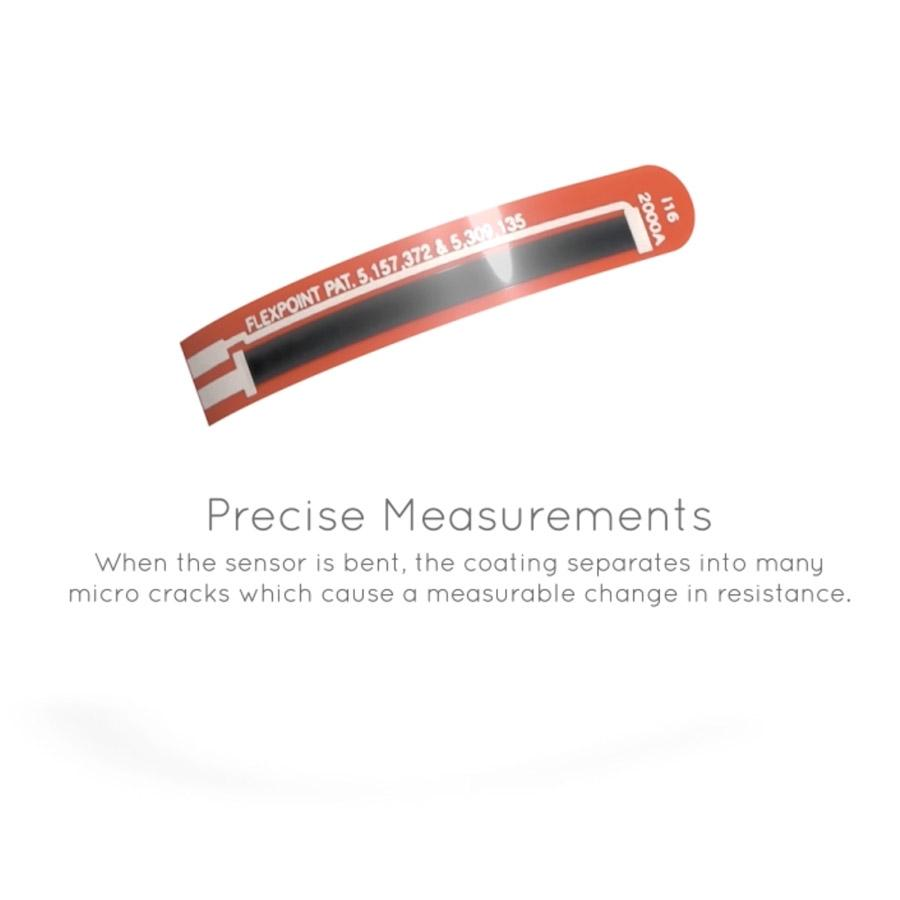 FLEXPOINT PAT. 5,157,372 & 5,309,135
I16
2000A
Precise Measurements
When the sensor is bent, the coating separates into many
micro cracks which cause a measurable change in resistance.